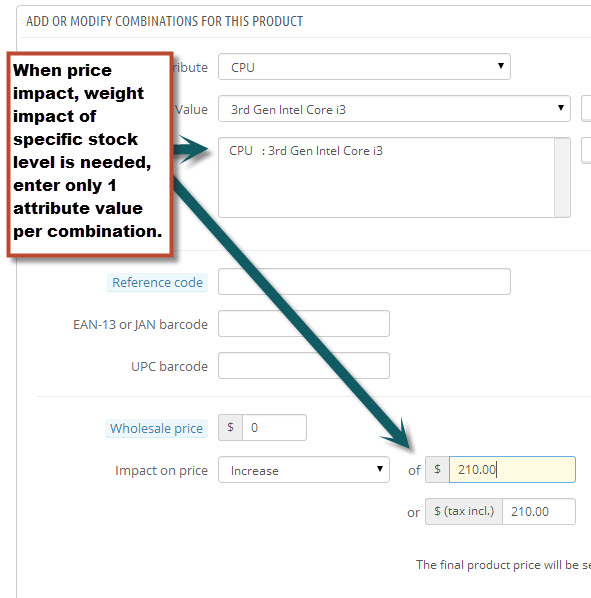 ADD OR MODIFY COMBINATIONS FOR THIS PRODUCT
When price
impact, weight
impact of
specific stock
level is needed,
enter only 1
attribute value
per combination.
ribute CPU
Value 3rd Gen Intel Core i3
CPU : 3rd Gen Intel Core i3
Reference code
EAN-13 or JAN barcode
UPC barcode
Wholesale price $ 0
Impact on price Increase of $ 210.00
or $ (tax incl.) 210.00
The final product price will be se